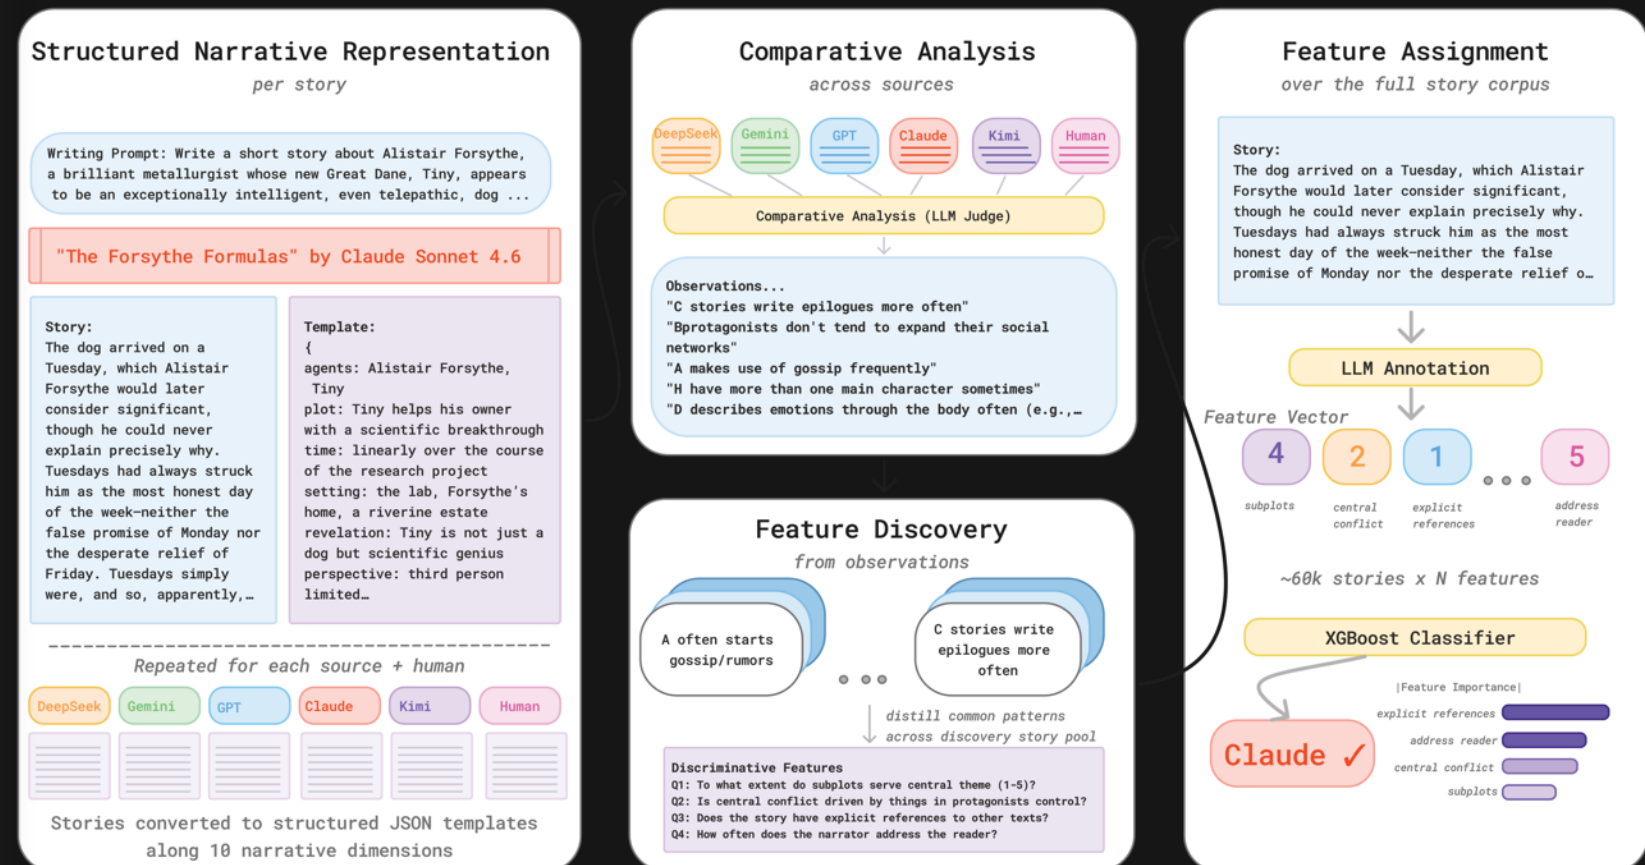 Structured Narrative Representation
per story
Writing Prompt: Write a short story about Alistair Forsythe,
a brilliant metallurgist whose new Great Dane, Tiny, appears
to be an exceptionally intelligent, even telepathic, dog ...
"The Forsythe Formulas" by Claude Sonnet 4.6
Story:
The dog arrived on a
Tuesday, which Alistair
Forsythe would later
consider significant,
though he could never
explain precisely why.
Tuesdays had always struck
him as the most honest day
of the week—neither the
false promise of Monday nor
the desperate relief of
Friday. Tuesdays simply
were, and so, apparently,…
Template:
{
agents: Alistair Forsythe,
Tiny
plot: Tiny helps his owner
with a scientific breakthrough
time: linearly over the course
of the research project
setting: the lab, Forsythe's
home, a riverine estate
revelation: Tiny is not just a
dog but scientific genius
perspective: third person
limited…
Repeated for each source + human
DeepSeek
Gemini
GPT
Claude
Kimi
Human
Stories converted to structured JSON templates
along 10 narrative dimensions
Comparative Analysis
across sources
DeepSeek
Gemini
GPT
Claude
Kimi
Human
Comparative Analysis (LLM Judge)
Observations...
"C stories write epilogues more often"
"Bprotagonists don't tend to expand their social
networks"
"A makes use of gossip frequently"
"H have more than one main character sometimes"
"D describes emotions through the body often (e.g.,…
Feature Discovery
from observations
A often starts
gossip/rumors
C stories write
epilogues more
often
distill common patterns
across discovery story pool
Discriminative Features
Q1: To what extent do subplots serve central theme (1-5)?
Q2: Is central conflict driven by things in protagonists control?
Q3: Does the story have explicit references to other texts?
Q4: How often does the narrator address the reader?
Feature Assignment
over the full story corpus
Story:
The dog arrived on a Tuesday, which Alistair
Forsythe would later consider significant,
though he could never explain precisely why.
Tuesdays had always struck him as the most
honest day of the week—neither the false
promise of Monday nor the desperate relief o…
LLM Annotation
Feature Vector
4
2
1
5
subplots
central
conflict
explicit
references
address
reader
~60k stories x N features
XGBoost Classifier
|Feature Importance|
explicit references
address reader
central conflict
subplots
Claude ✓